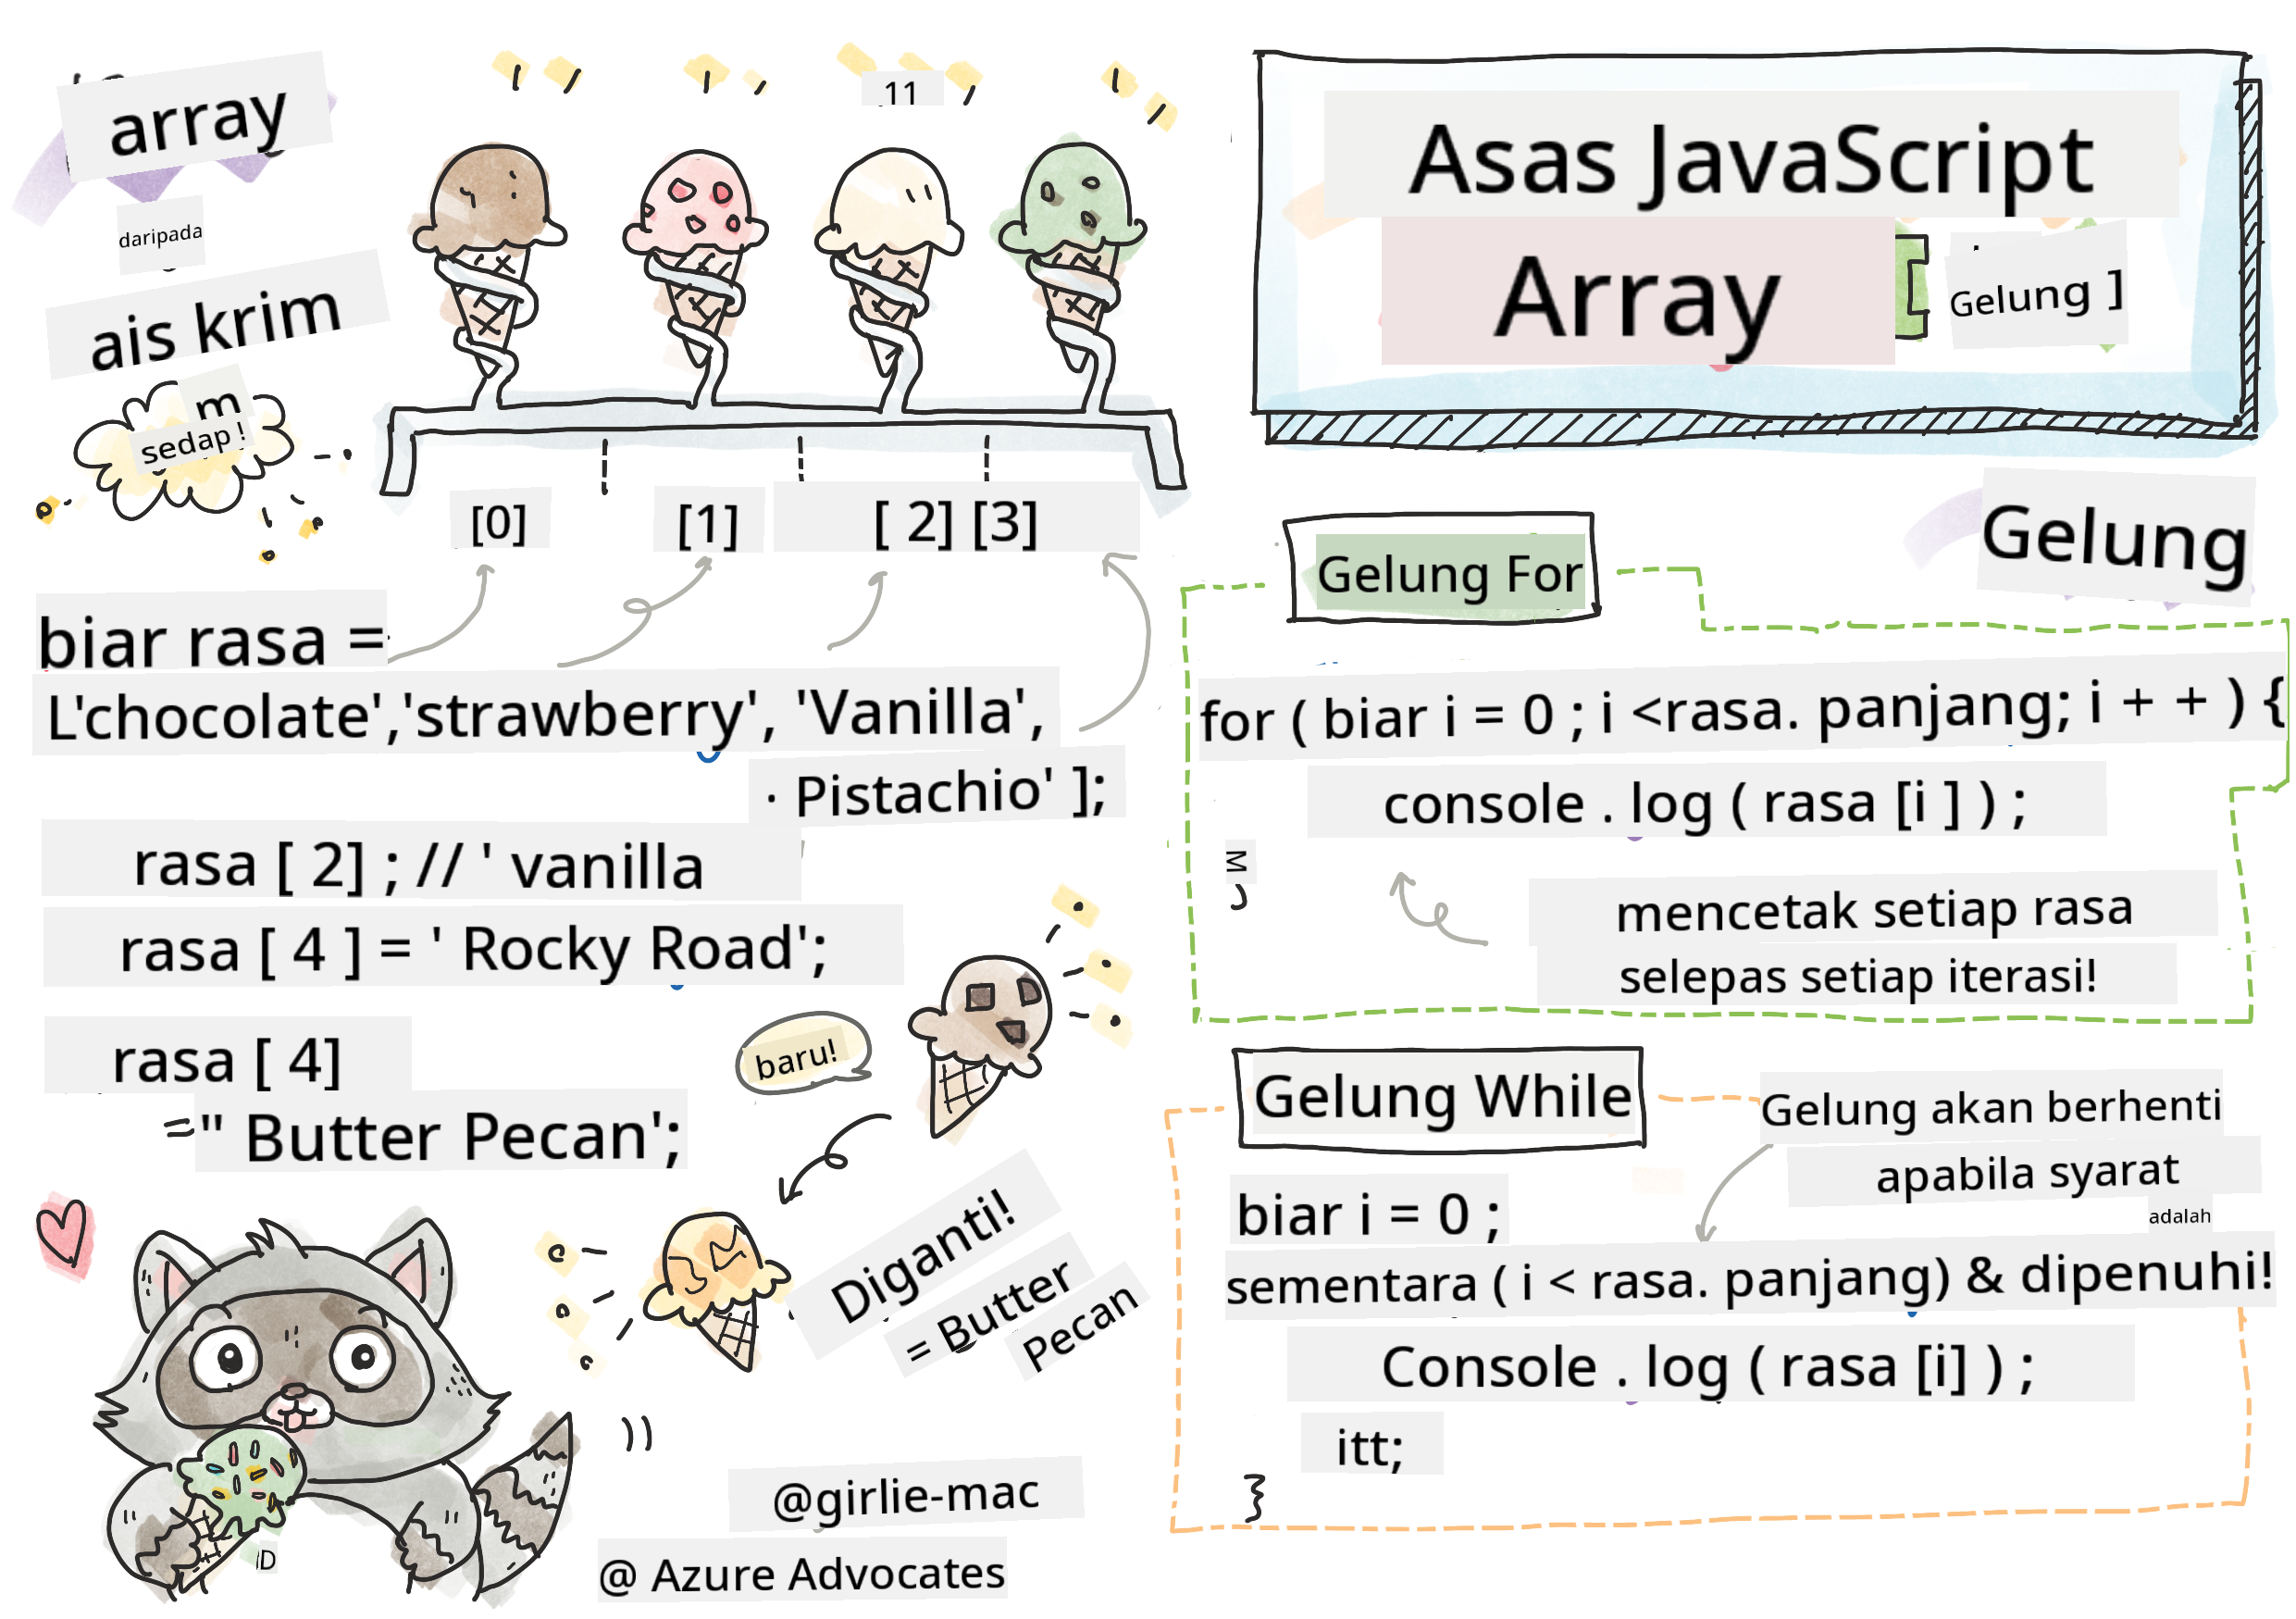 array
daripada
ais krim
m
sedap!
11
[0] [1] [ 2] [3]
biar rasa =
L'chocolate','strawberry', 'Vanilla',
· Pistachio' ];
rasa [ 2] ; // ' vanilla
rasa [ 4 ] = ' Rocky Road';
rasa [ 4]
=" Butter Pecan';
baru!
Diganti!
= Butter
Pecan
@girlie-mac
@ Azure Advocates
D
Asas JavaScript
Array
[ Gelung ]
Gelung
Gelung For
for ( biar i = 0 ; i <rasa. panjang; i + + ) {
console . log ( rasa [i ] ) ;
M
mencetak setiap rasa
selepas setiap iterasi!
Gelung While
Gelung akan berhenti
apabila syarat
adalah
biar i = 0 ;
sementara ( i < rasa. panjang) & dipenuhi!
Console . log ( rasa [i] ) ;
itt;
}